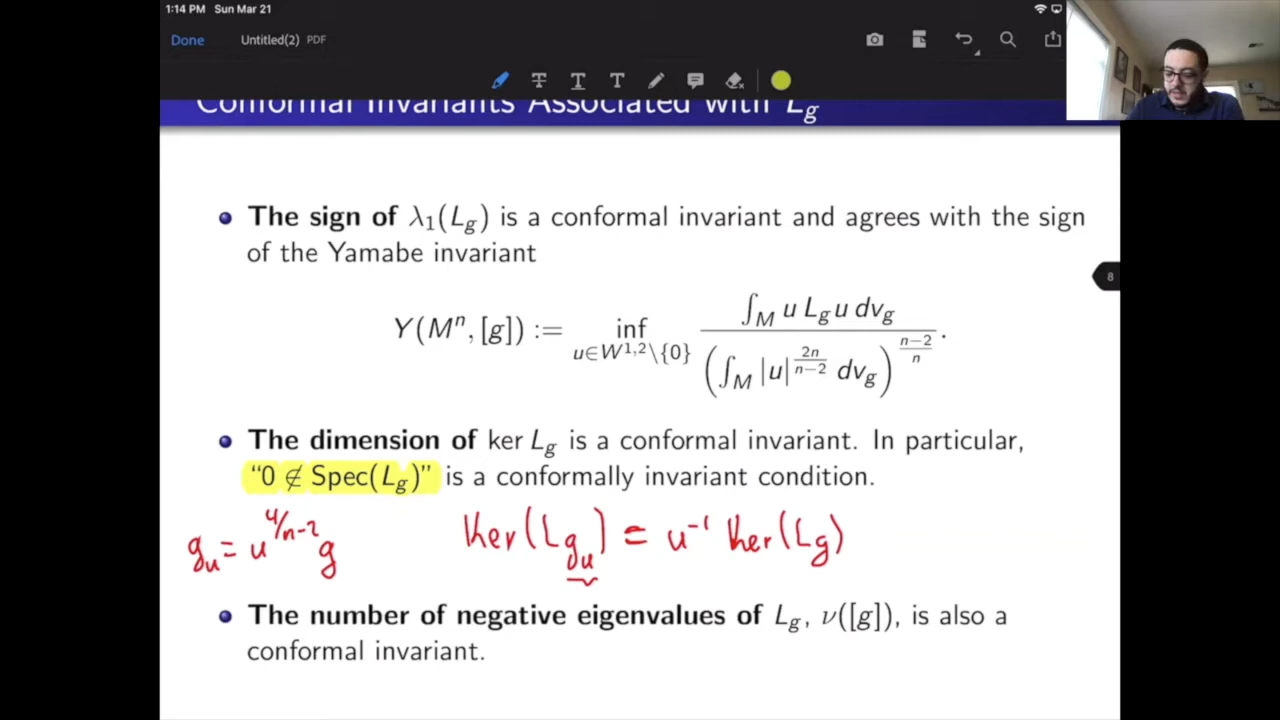 1:14 PM Sun Mar 21
Done Untitled(2) PDF
T T T
Conformal Invariants Associated with L_g
The sign of λ₁(L_g) is a conformal invariant and agrees with the sign
of the Yamabe invariant
Y(Mⁿ, [g]) := inf_{u∈W^{1,2}\{0}} ∫_M u L_g u dv_g / (∫_M |u|^{2n/(n−2)} dv_g)^{(n−2)/n} .
8
The dimension of ker L_g is a conformal invariant. In particular,
“0 ∉ Spec(L_g)” is a conformally invariant condition.
g_u = u^{4/n-2} g ker(L_{g_u}) = u^{-1} ker(L_g)
The number of negative eigenvalues of L_g, ν([g]), is also a
conformal invariant.